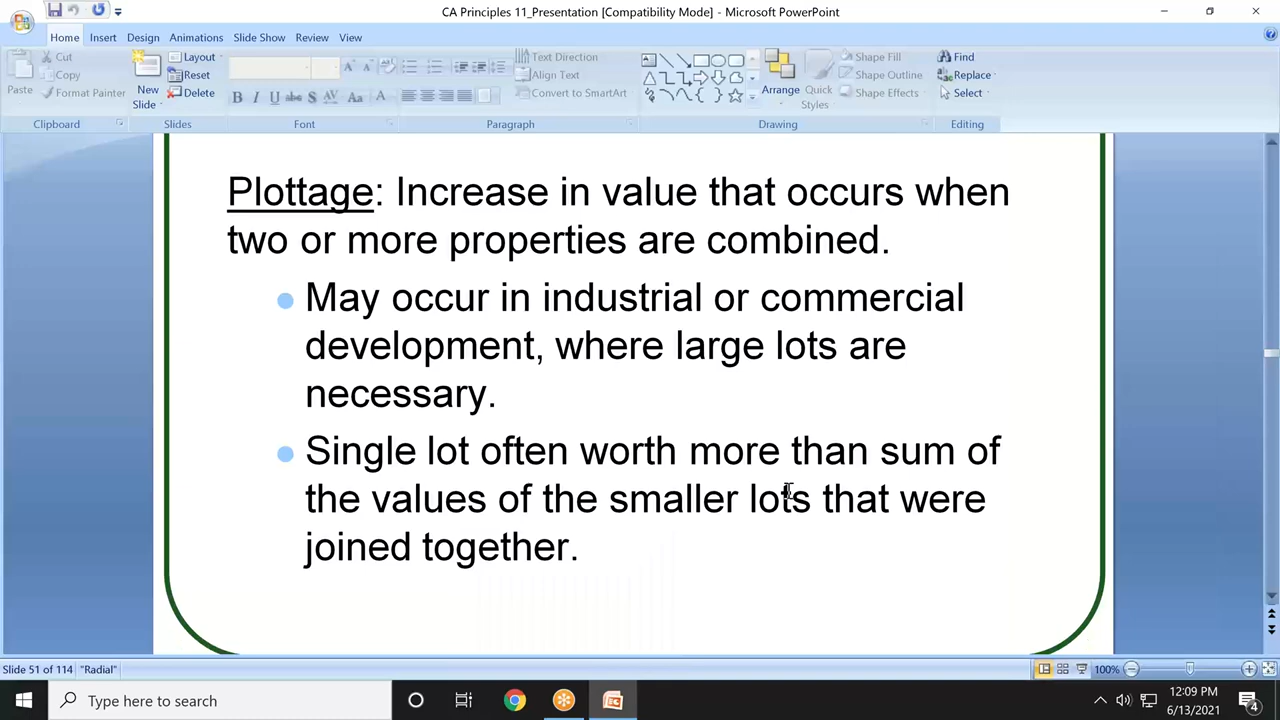 CA Principles 11_Presentation [Compatibility Mode] - Microsoft PowerPoint
Home Insert Design Animations Slide Show Review View
Cut
Copy
Format Painter
Paste
Clipboard
New
Slide
Layout
Reset
Delete
Slides
B I U abc S AV Aa A
Font
Text Direction
Align Text
Convert to SmartArt
Paragraph
Arrange
Quick
Styles
Shape Fill
Shape Outline
Shape Effects
Drawing
Find
Replace
Select
Editing
Plottage: Increase in value that occurs when
two or more properties are combined.
May occur in industrial or commercial
development, where large lots are
necessary.
Single lot often worth more than sum of
the values of the smaller lots that were
joined together.
Slide 51 of 114 "Radial" 100%
Type here to search
12:09 PM
6/13/2021
4